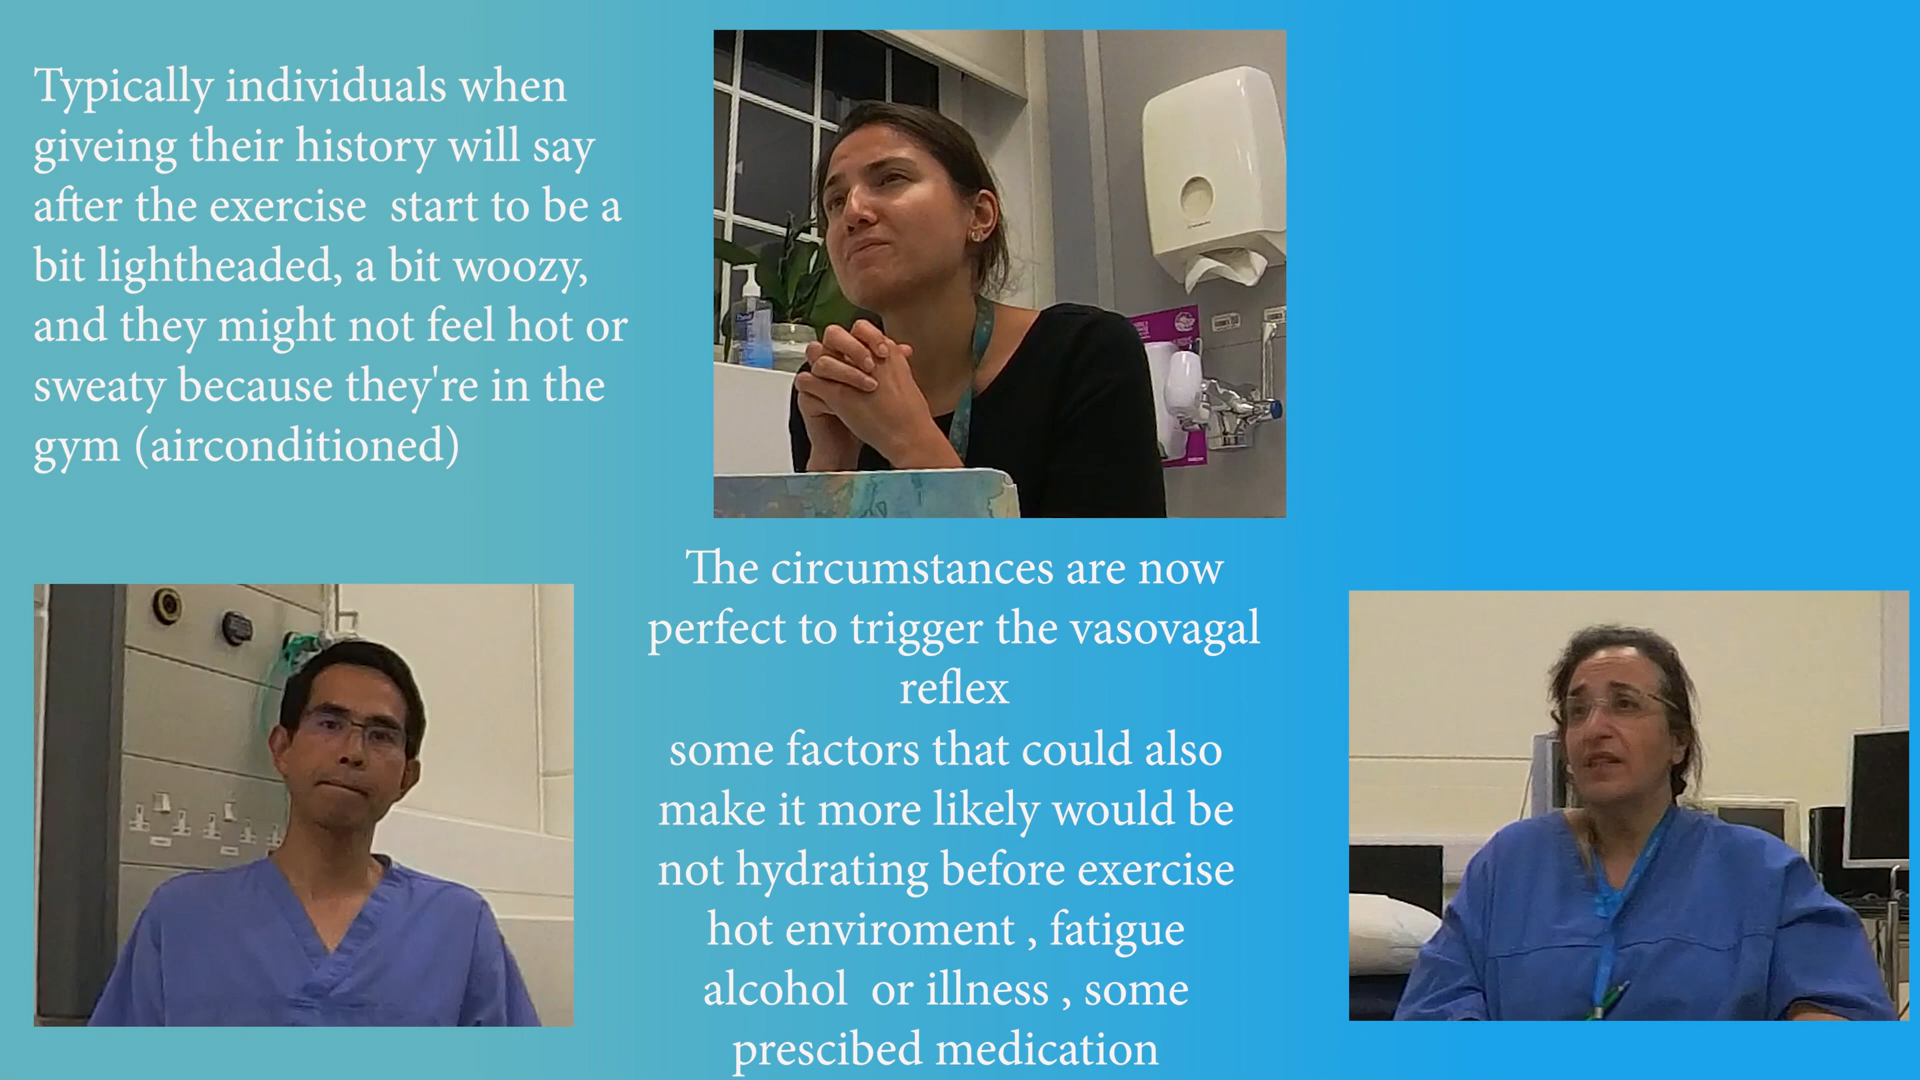 Typically individuals when
giveing their history will say
after the exercise  start to be a
bit lightheaded, a bit woozy,
and they might not feel hot or
sweaty because they're in the
gym (airconditioned)
The circumstances are now
perfect to trigger the vasovagal
reflex
some factors that could also
make it more likely would be
not hydrating before exercise
hot enviroment , fatigue
alcohol  or illness , some
prescibed medication